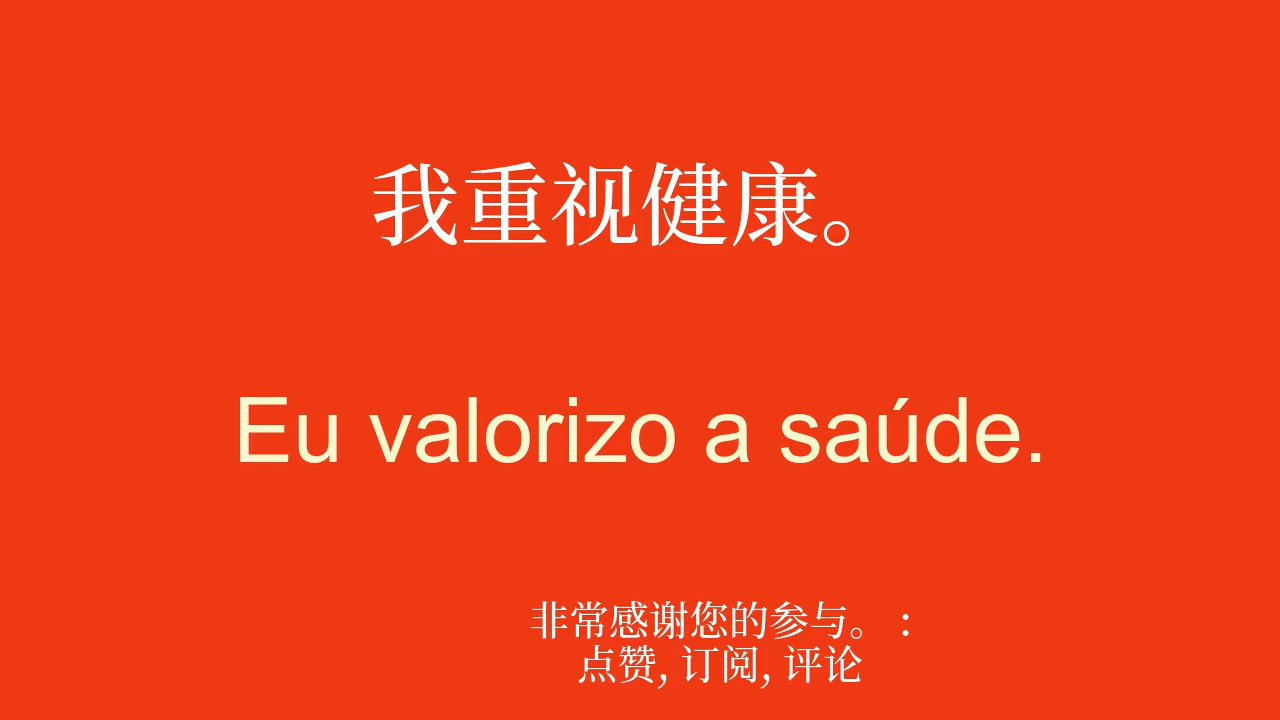 我重视健康。
Eu valorizo a saúde.
非常感谢您的参与。 :
点赞, 订阅, 评论